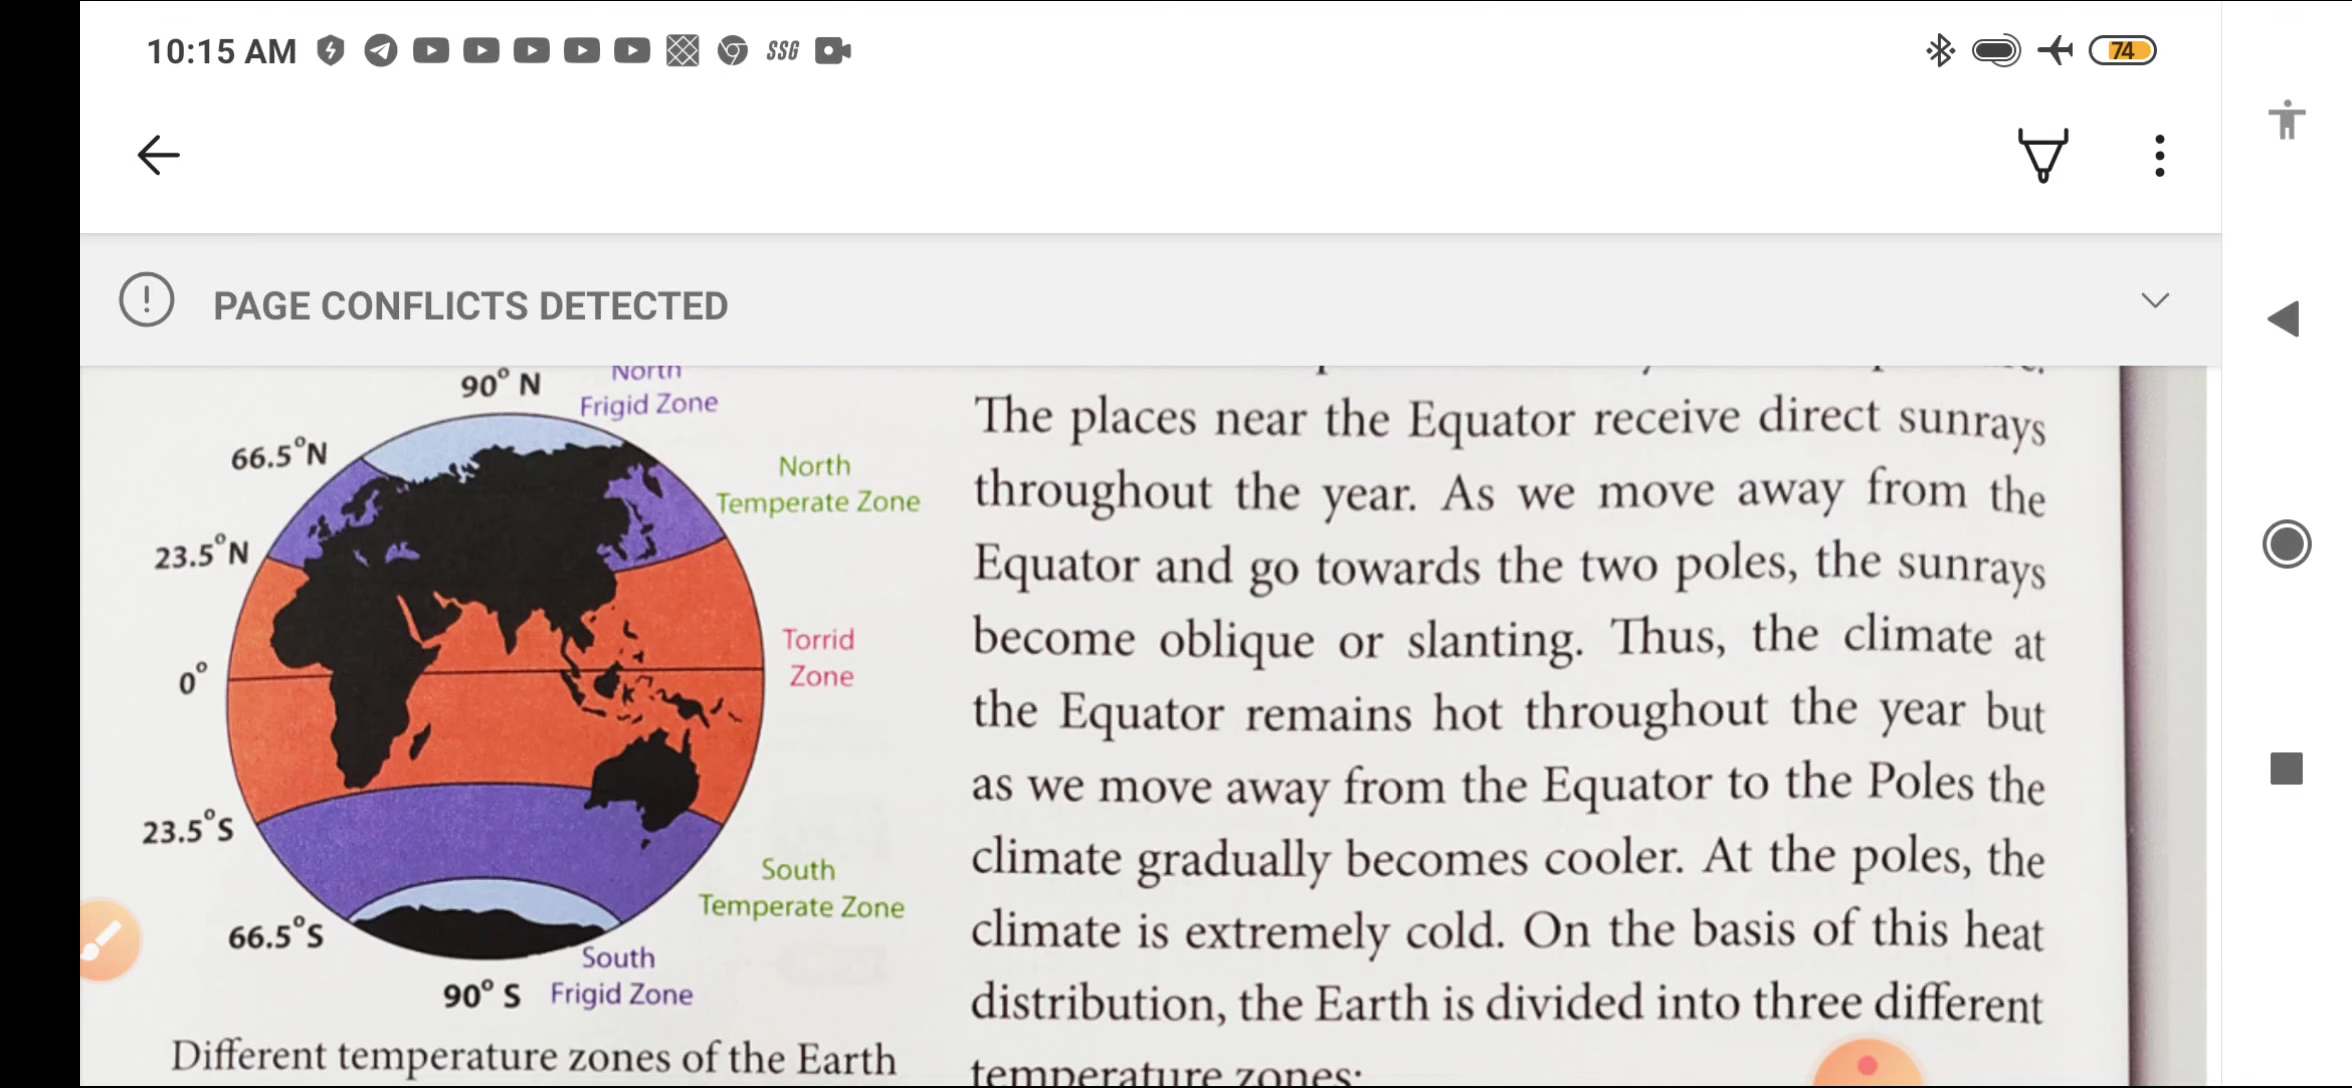 10:15 AM
SSG
74
PAGE CONFLICTS DETECTED
90° N
North
Frigid Zone
66.5°N
North
Temperate Zone
23.5°N
Torrid
Zone
0°
23.5°S
South
Temperate Zone
66.5°S
South
Frigid Zone
90° S
Different temperature zones of the Earth
The places near the Equator receive direct sunrays
throughout the year. As we move away from the
Equator and go towards the two poles, the sunrays
become oblique or slanting. Thus, the climate at
the Equator remains hot throughout the year but
as we move away from the Equator to the Poles the
climate gradually becomes cooler. At the poles, the
climate is extremely cold. On the basis of this heat
distribution, the Earth is divided into three different
temperature zones: